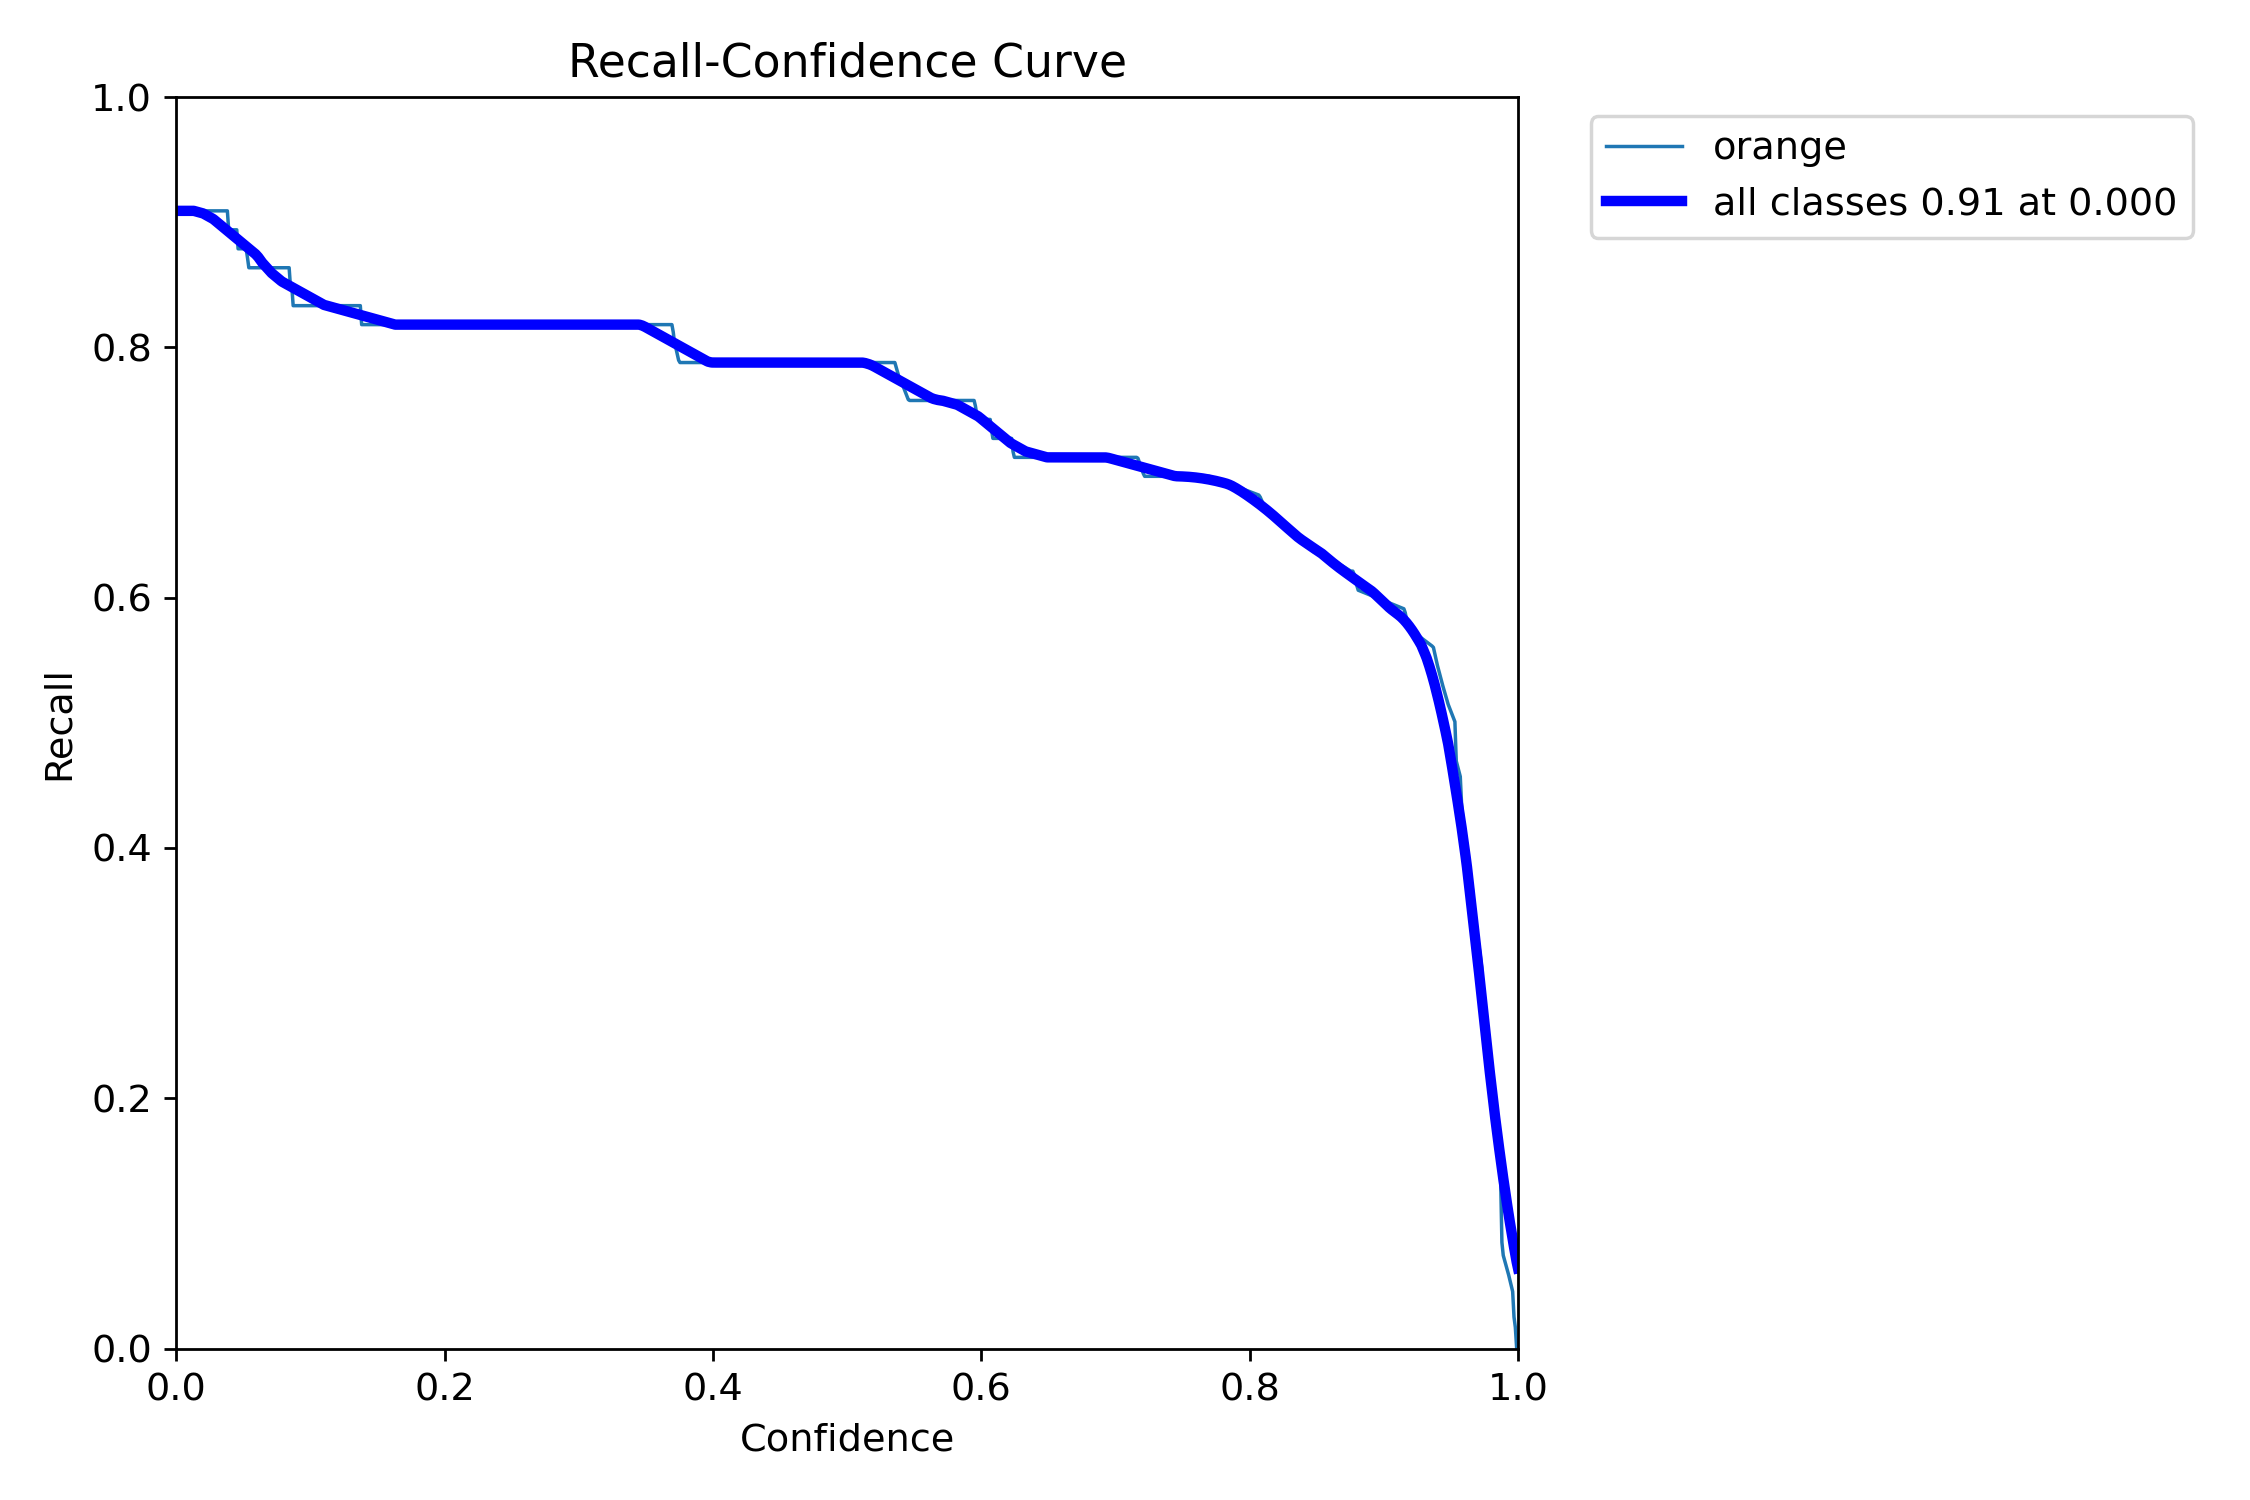 Recall-Confidence Curve
1.0
0.8
0.6
0.4
0.2
0.0
Recall
0.0 0.2 0.4 0.6 0.8 1.0
Confidence
orange
all classes 0.91 at 0.000